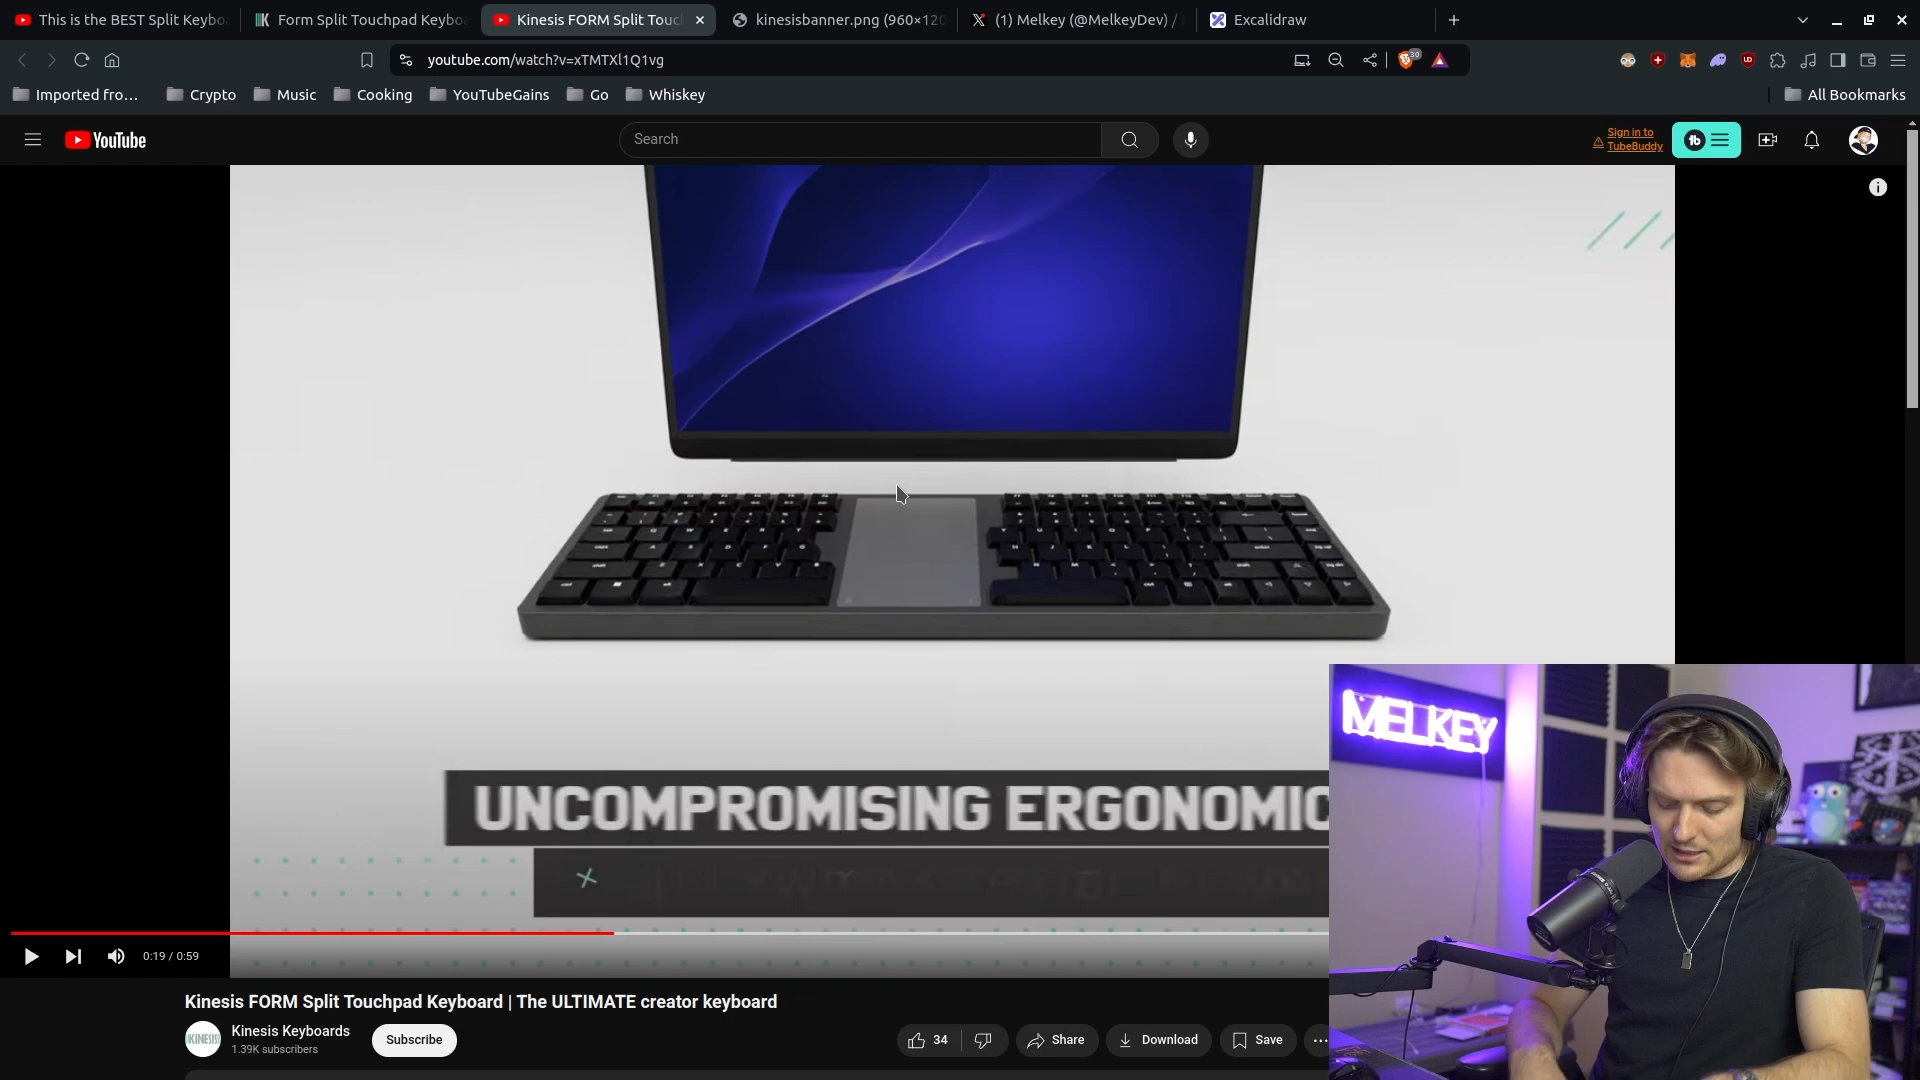 This is the BEST Split Keybo
Form Split Touchpad Keybo
Kinesis FORM Split Touc
kinesisbanner.png (960×120
(1) Melkey (@MelkeyDev) /
Excalidraw
youtube.com/watch?v=xTMTXl1Q1vg
30
Imported fro...
Crypto
Music
Cooking
YouTubeGains
Go
Whiskey
All Bookmarks
YouTube
Search
Sign in to
TubeBuddy
UNCOMPROMISING ERGONOMIC
MELKEY
0:19 / 0:59
Kinesis FORM Split Touchpad Keyboard | The ULTIMATE creator keyboard
KINESIS
Kinesis Keyboards
1.39K subscribers
Subscribe
34
Share
Download
Save